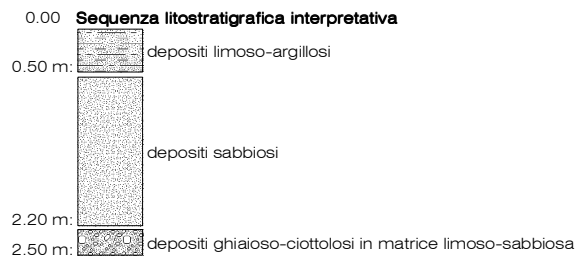 0.00 Sequenza litostratigrafica interpretativa
depositi limoso-argillosi
0.50 m:
depositi sabbiosi
2.20 m:
depositi ghiaioso-ciottolosi in matrice limoso-sabbiosa
2.50 m: